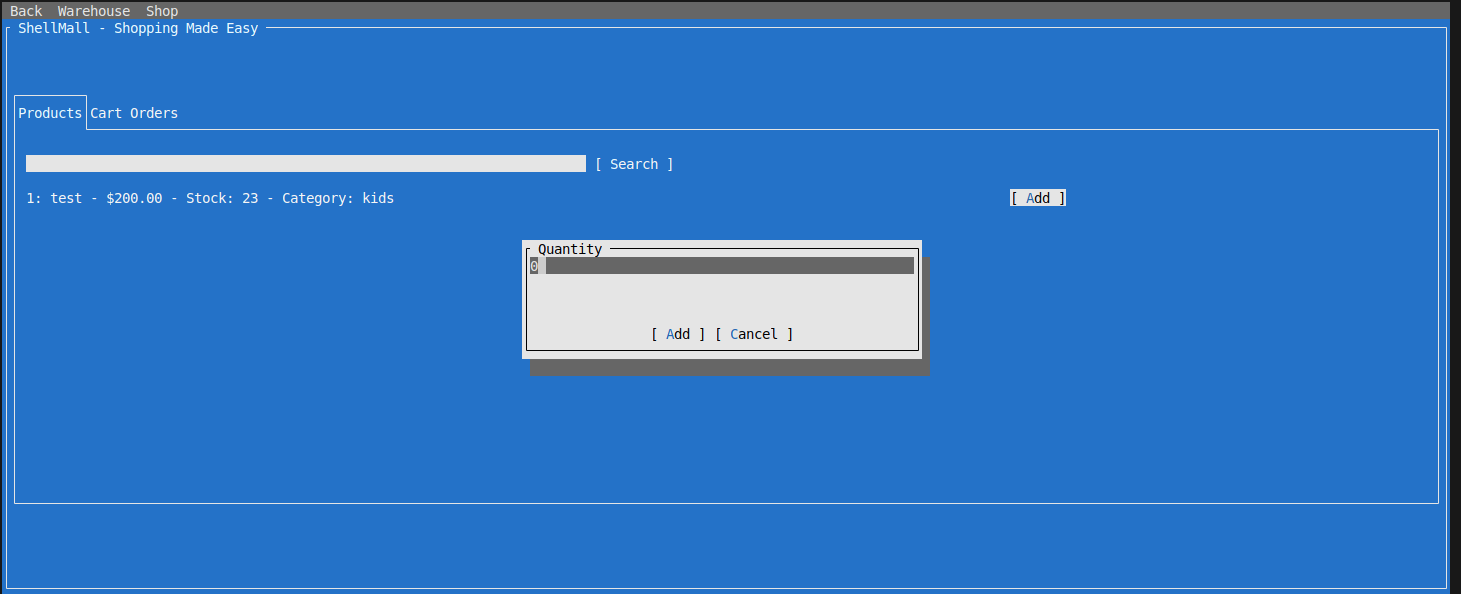 Back Warehouse Shop
ShellMall - Shopping Made Easy
Products Cart Orders
[ Search ]
1: test - $200.00 - Stock: 23 - Category: kids [ Add ]
Quantity
0
[ Add ] [ Cancel ]